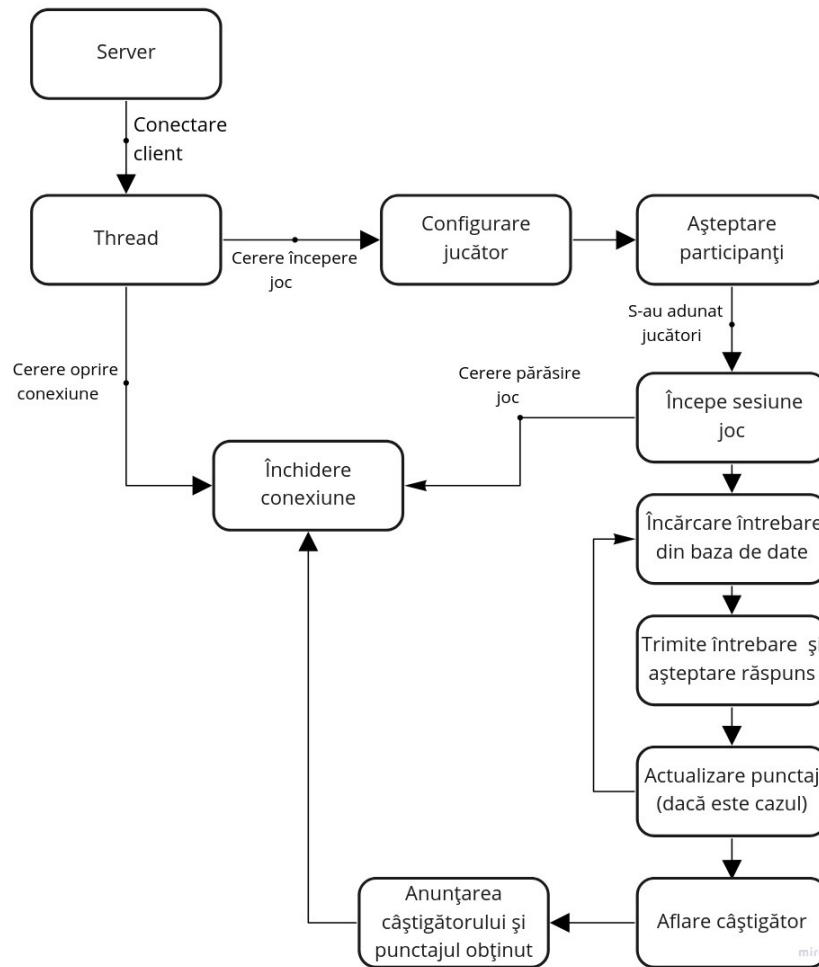 Server
Conectare
client
Thread
Cerere începere
joc
Configurare
jucător
Aşteptare
participanţi
S-au adunat
jucători
Cerere oprire
conexiune
Cerere părăsire
joc
Începe sesiune
joc
Închidere
conexiune
Încărcare întrebare
din baza de date
Trimite întrebare şi
aşteptare răspuns
Actualizare punctaj
(dacă este cazul)
Anunţarea
câştigătorului şi
punctajul obţinut
Aflare câştigător